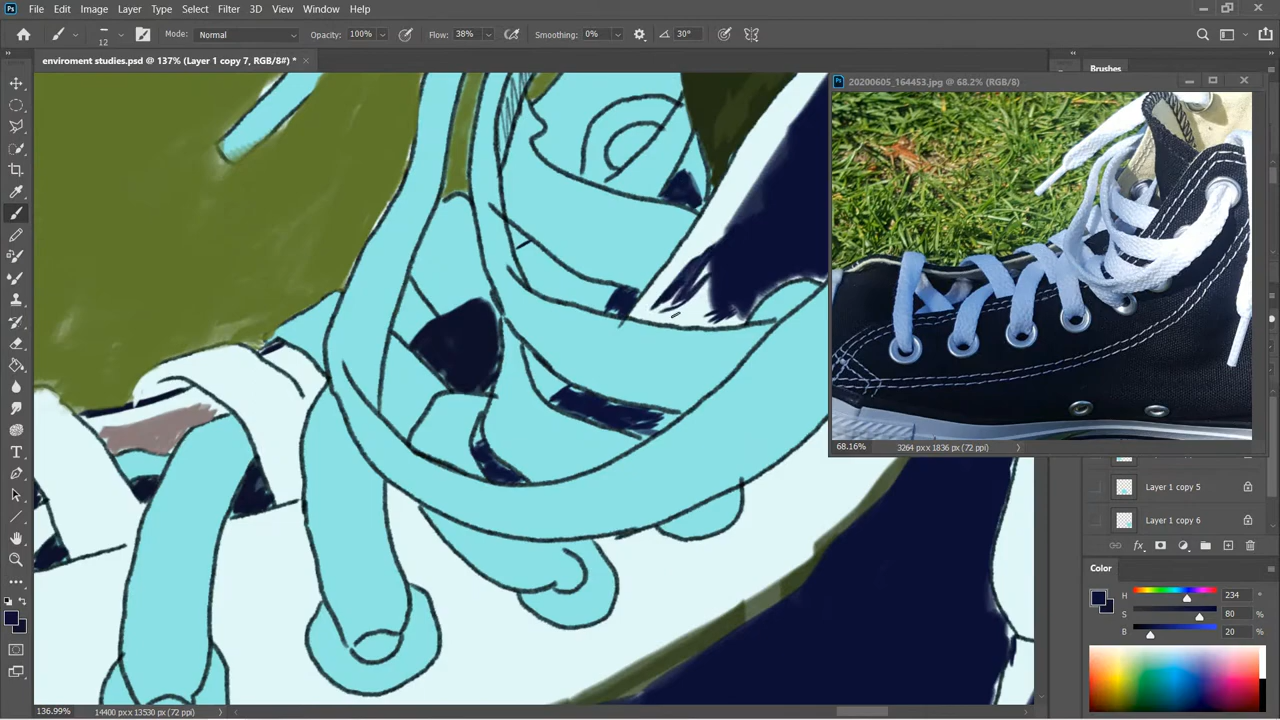 File Edit Image Layer Type Select Filter 3D View Window Help
12 Mode: Normal Opacity: 100% Flow: 38% Smoothing: 0% 30°
enviroment studies.psd @ 137% (Layer 1 copy 7, RGB/8#) *
Brushes
20200605_164453.jpg @ 68.2% (RGB/8)
68.16% 3264 px x 1836 px (72 ppi)
Layer 1 copy 5
Layer 1 copy 6
Color
H 234 °
S 80 %
B 20 %
136.99% 14400 px x 13530 px (72 ppi)